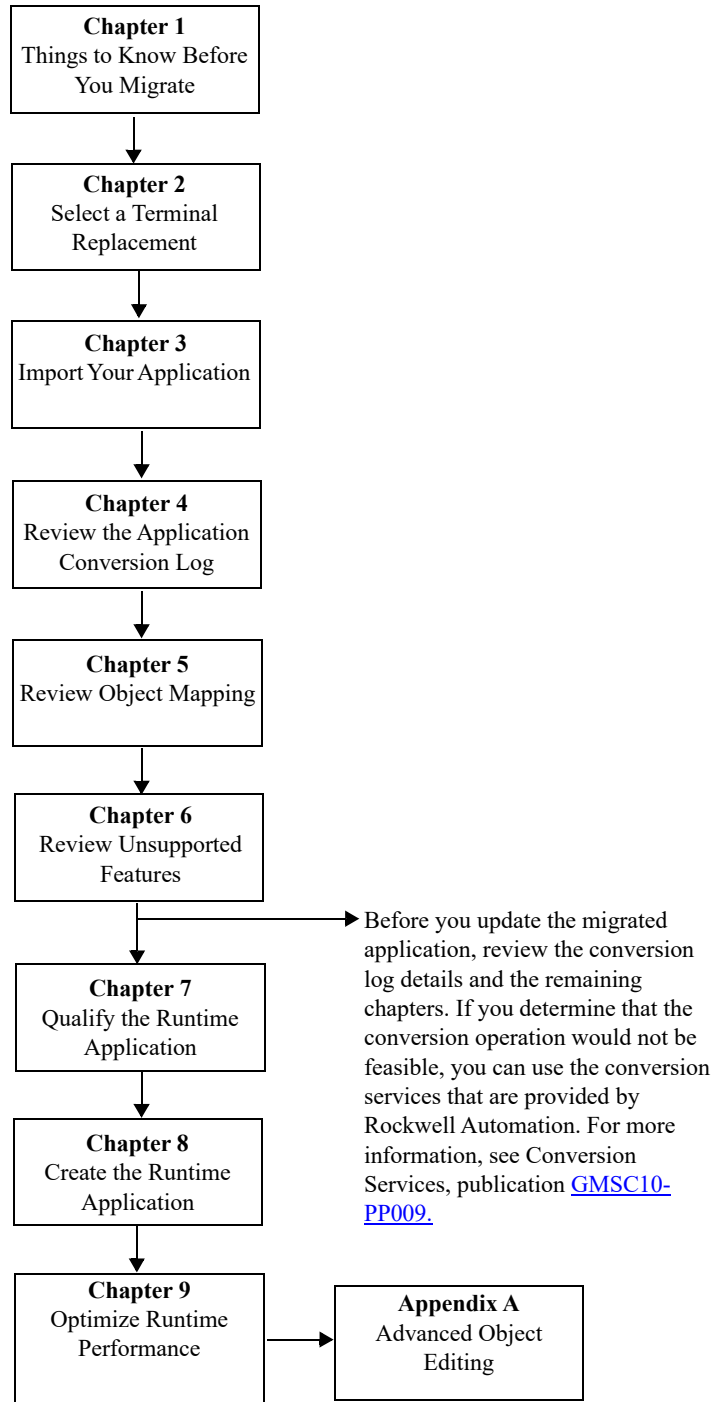 Chapter 1
Things to Know Before
You Migrate
Chapter 2
Select a Terminal
Replacement
Chapter 3
Import Your Application
Chapter 4
Review the Application
Conversion Log
Chapter 5
Review Object Mapping
Chapter 6
Review Unsupported
Features
Before you update the migrated
application, review the conversion
log details and the remaining
chapters. If you determine that the
conversion operation would not be
feasible, you can use the conversion
services that are provided by
Rockwell Automation. For more
information, see Conversion
Services, publication GMSC10-
PP009.
Chapter 7
Qualify the Runtime
Application
Chapter 8
Create the Runtime
Application
Chapter 9
Optimize Runtime
Performance
Appendix A
Advanced Object
Editing